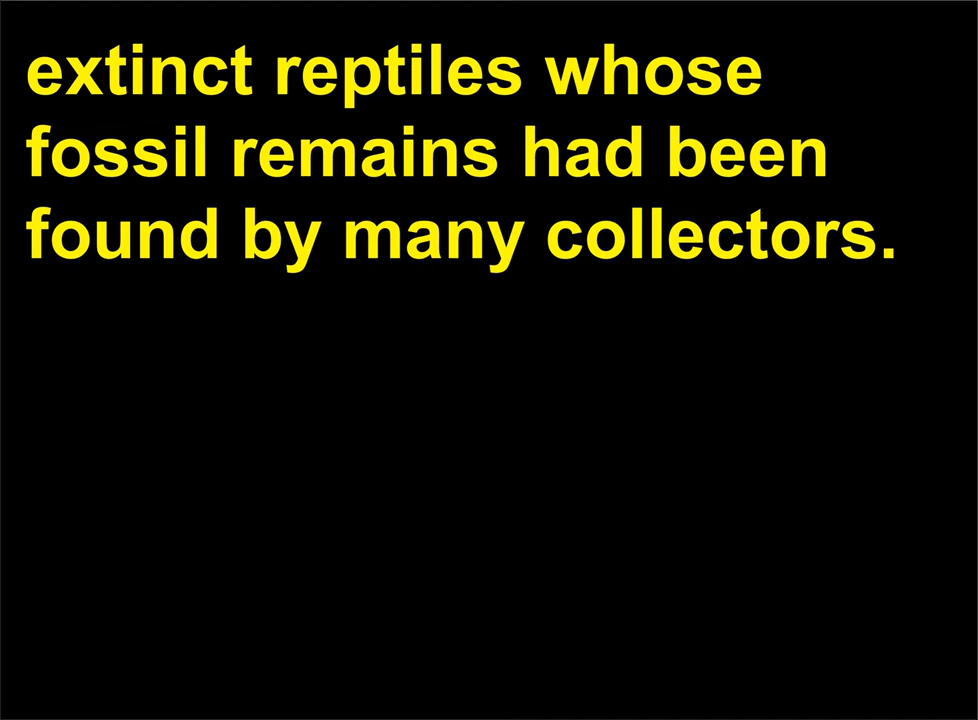 extinct reptiles whose
fossil remains had been
found by many collectors.